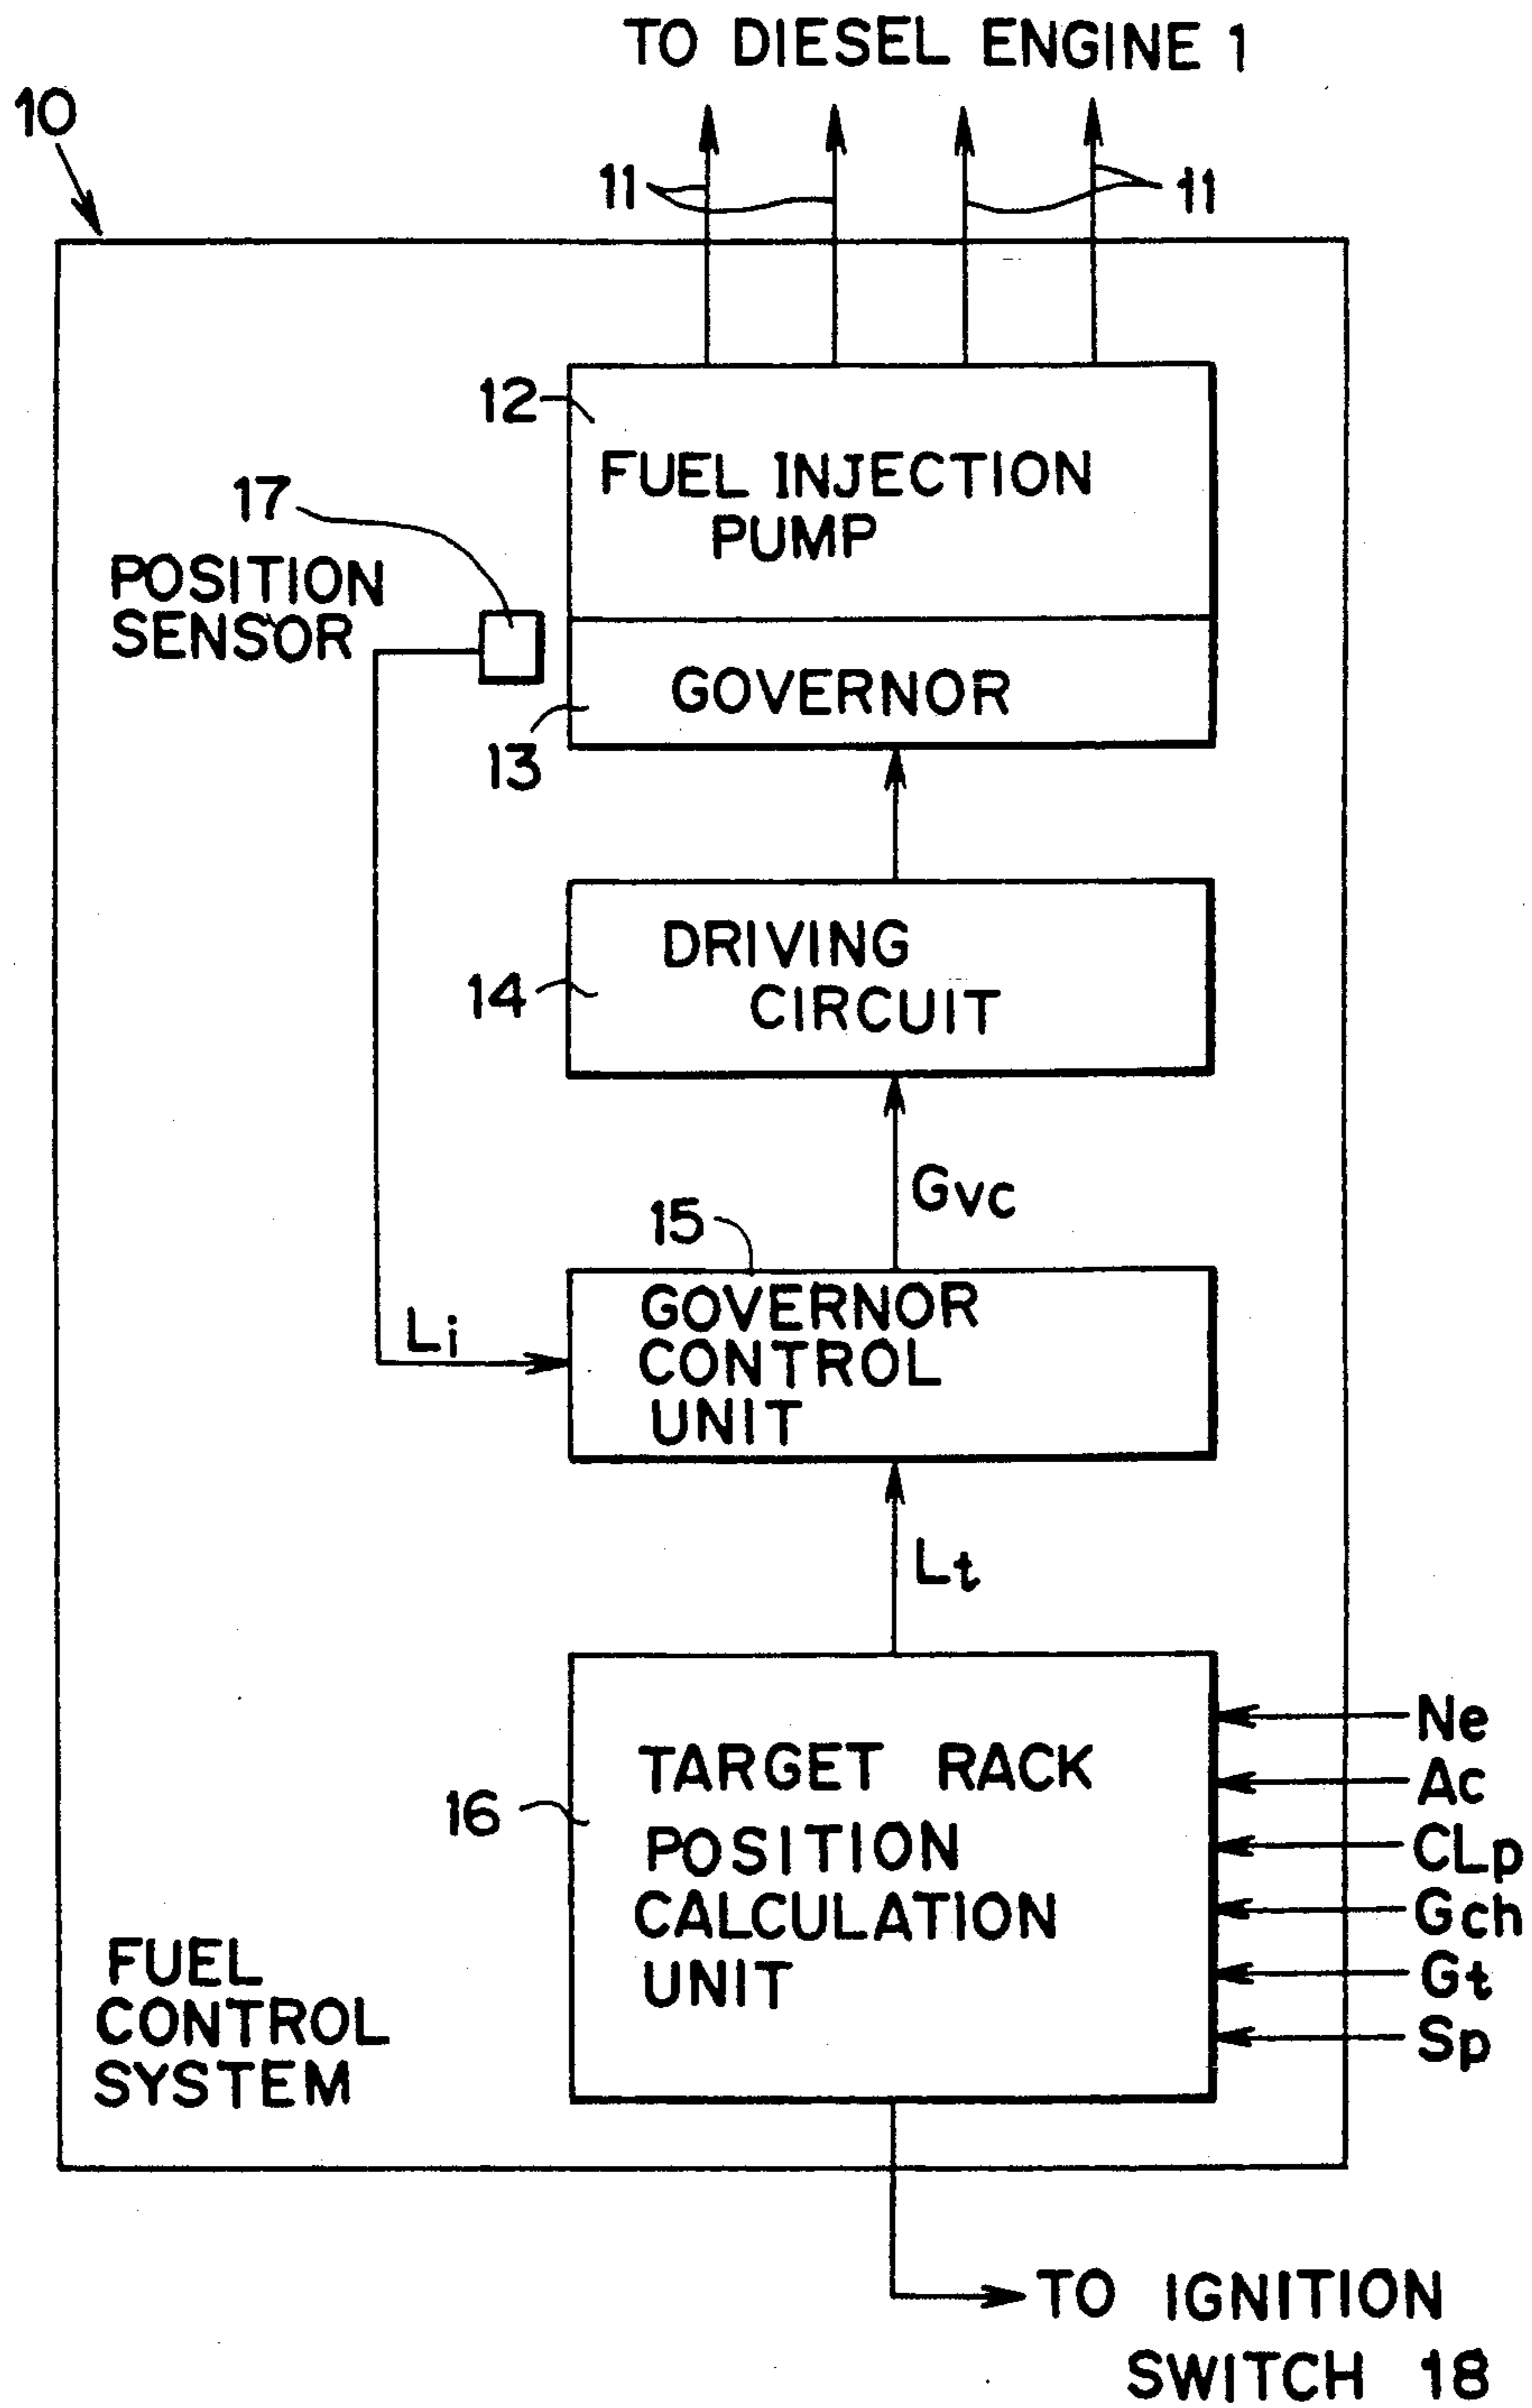 TO DIESEL ENGINE 1
10
11
11
12
FUEL INJECTION
PUMP
17
POSITION
SENSOR
GOVERNOR
13
DRIVING
CIRCUIT
14
Gvc
15
GOVERNOR
CONTROL
UNIT
Li
Lt
TARGET RACK
POSITION
CALCULATION
UNIT
16
Ne
Ac
CLp
Gch
Gt
Sp
FUEL
CONTROL
SYSTEM
TO IGNITION
SWITCH 18